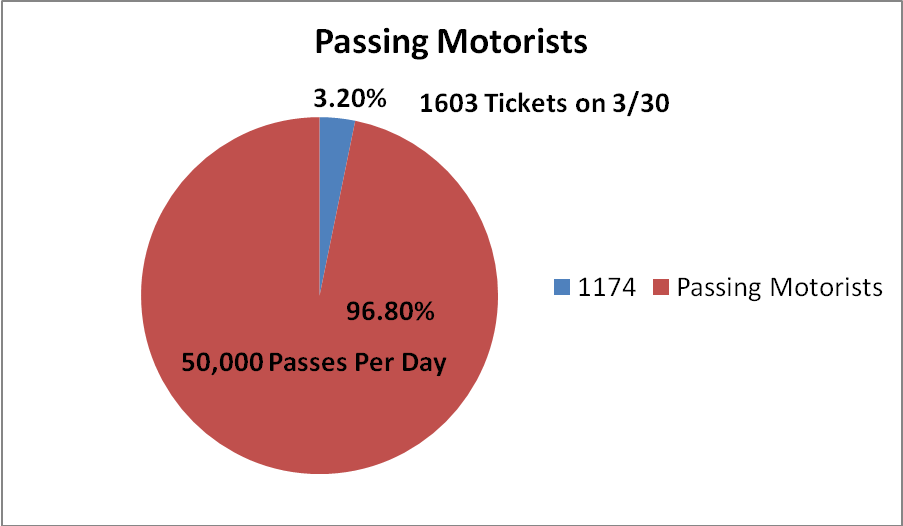 Passing Motorists
3.20%
1603 Tickets on 3/30
1174
Passing Motorists
96.80%
50,000 Passes Per Day